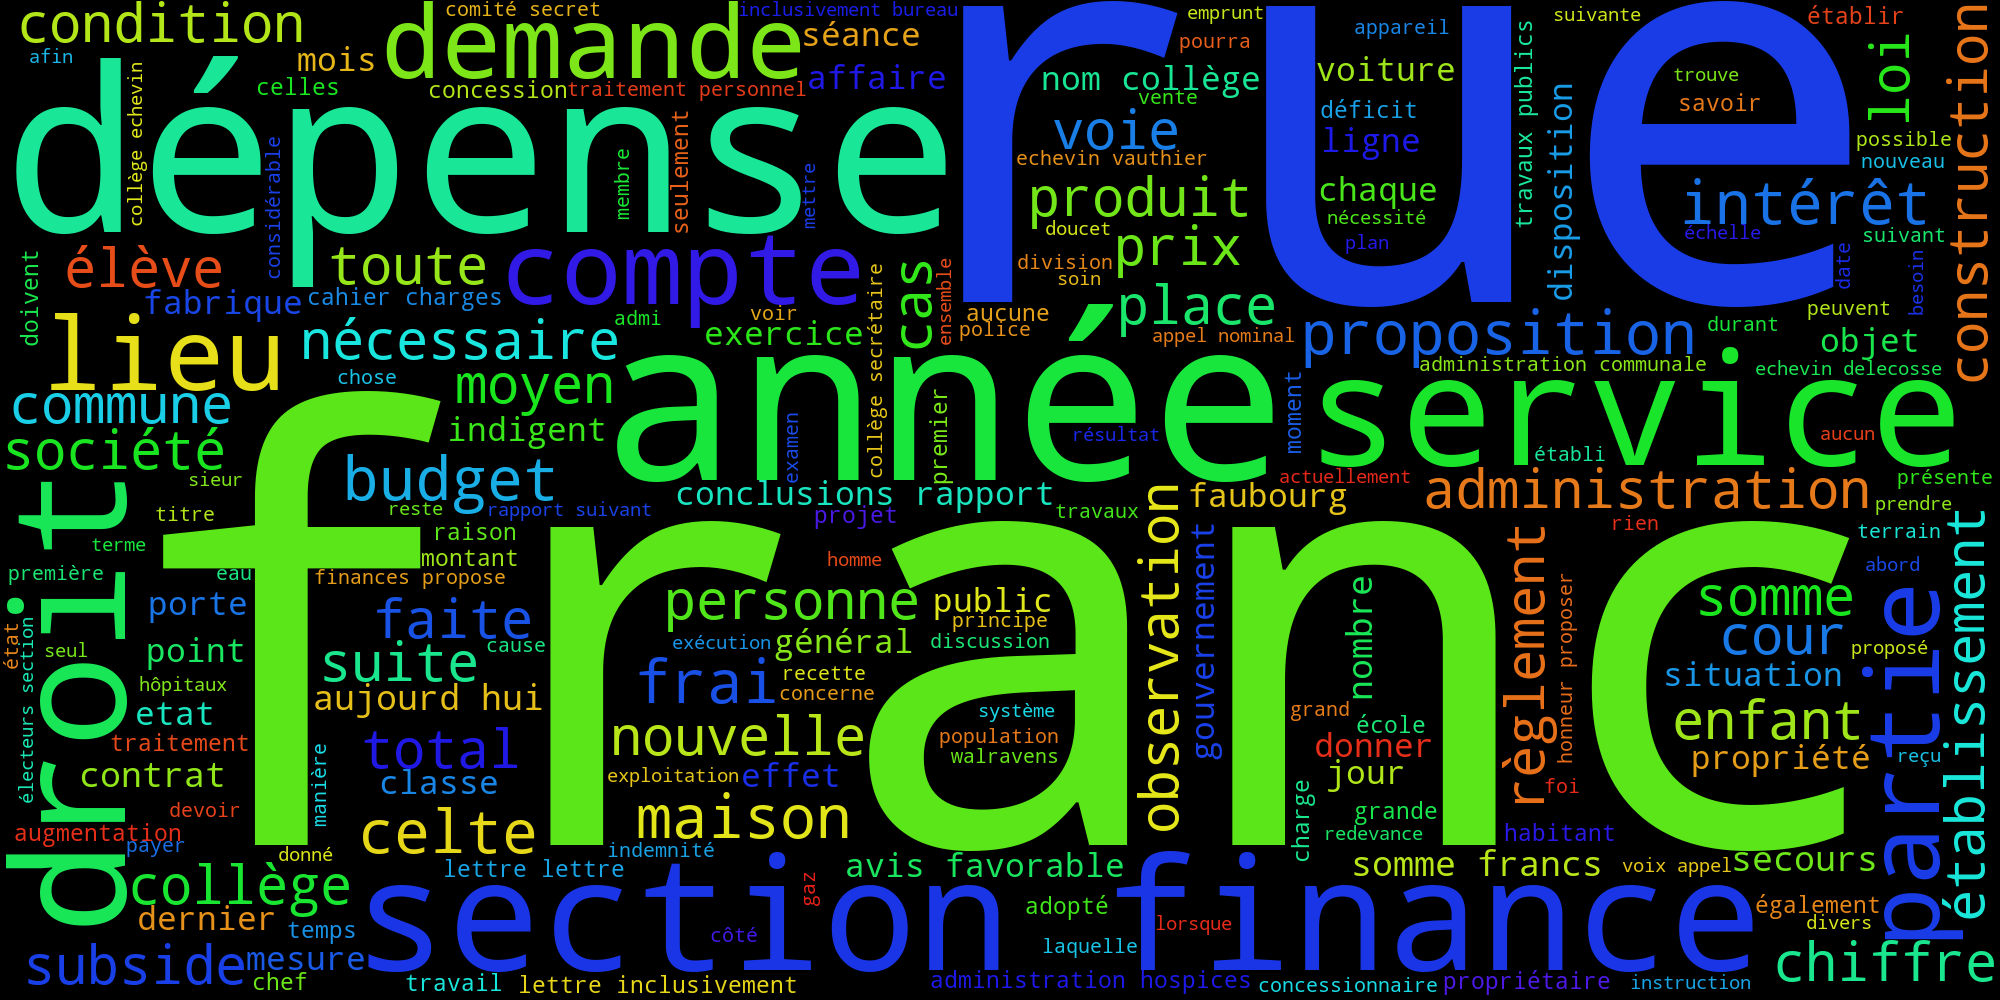 condition
comité secret
inclusivement bureau
rue
emprunt
suivante
établir
construction
demande
séance
pourra
appareil
afin
mois
affaire
nom collège
voiture
travaux publics
trouve
loi
dépense
celles
concession
traitement personnel
vente
déficit
savoir
collège echevin
considérable
membre
seulement
mettre
voie
ligne
disposition
possible
echevin vauthier
nouveau
produit
chaque
intérêt
nécessité
doucet
plan
échelle
suivant
élève
toute
compte
prix
date
besoin
doivent
fabrique
cahier charges
cas
ensemble
division
soin
place
peuvent
lieu
admi
voir
aucune
proposition
durant
nécessaire
exercice
police
appel nominal
objet
collège secrétaire
administration communale
chose
moyen
année
service
echevin delecosse
commune
indigent
examen
premier
résultat
moment
aucun
société
établi
sieur
budget
actuellement
présente
droit
franc
conclusions rapport
faubourg
administration
prendre
titre
reste
rapport suivant
projet
travaux
observation
rien
terme
raison
terrain
établissement
montant
homme
gouvernement
règlement
abord
première
eau
finances propose
porte
faite
personne
public
nombre
honneur proposer
somme
partie
état
électeurs section
principe
cour
seul
point
suite
cause
exécution
général
discussion
proposé
hôpitaux
frai
recette
concerne
situation
etat
aujourd hui
système
grand
école
enfant
traitement
manière
total
nouvelle
population
donner
walravens
propriété
reçu
contrat
classe
exploitation
effet
jour
foi
devoir
maison
charge
grande
augmentation
celte
redevance
habitant
payer
donné
indemnité
collège
lettre lettre
avis favorable
somme francs
voix appel
secours
gaz
section finance
dernier
adopté
également
temps
côté
lorsque
divers
subside
mesure
laquelle
chiffre
chef
travail
lettre inclusivement
administration hospices
concessionnaire
propriétaire
instruction